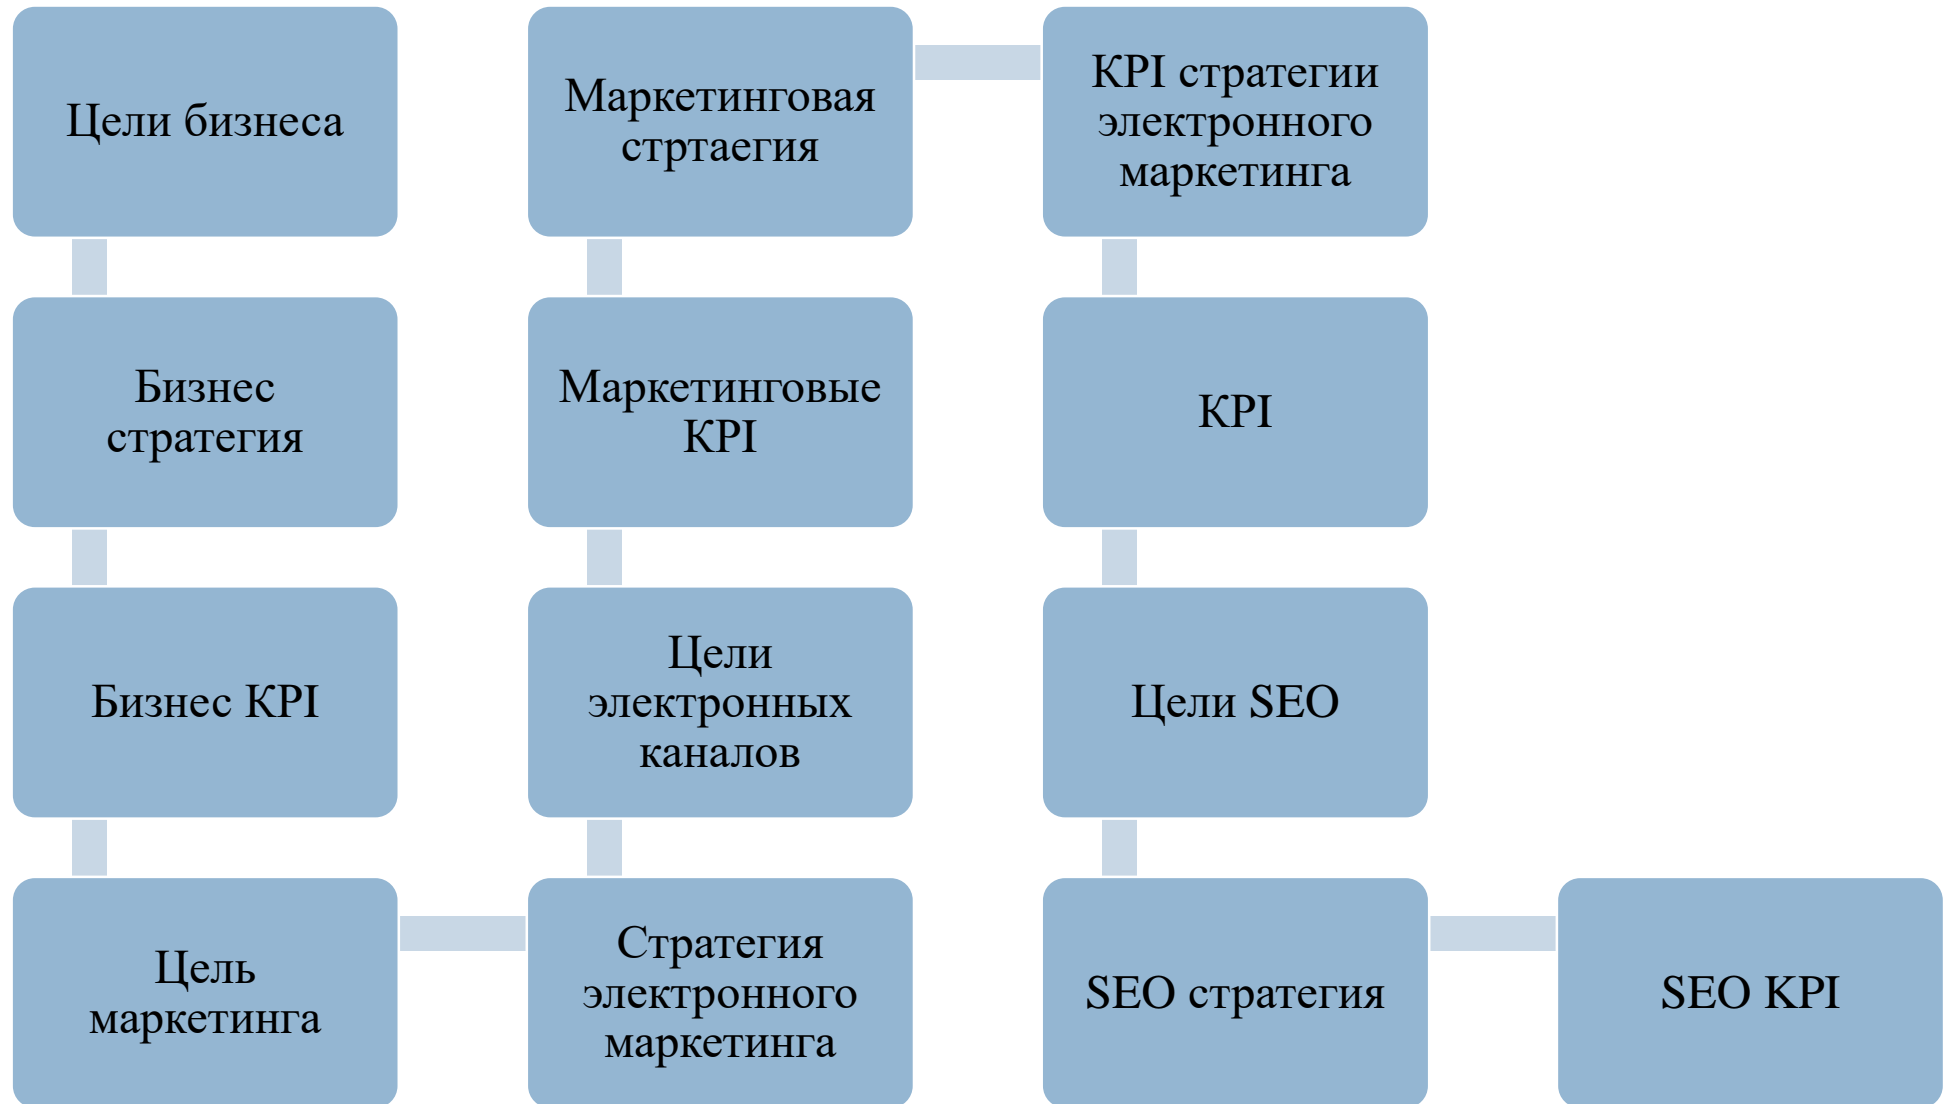 Цели бизнеса
Бизнес
стратегия
Бизнес KPI
Цель
маркетинга
Стратегия
электронного
маркетинга
Цели
электронных
каналов
Маркетинговые
KPI
Маркетинговая
стртаегия
KPI стратегии
электронного
маркетинга
KPI
Цели SEO
SEO стратегия
SEO KPI